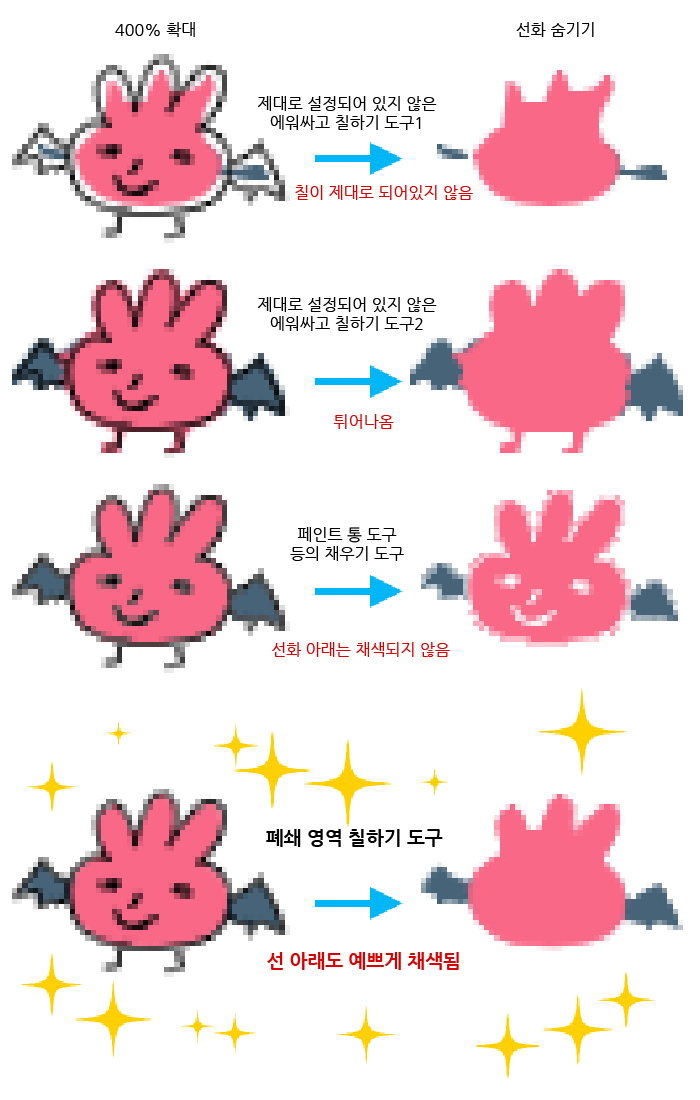 400% 확대
선화 숨기기
제대로 설정되어 있지 않은
에워싸고 칠하기 도구1
칠이 제대로 되어있지 않음
제대로 설정되어 있지 않은
에워싸고 칠하기 도구2
튀어나옴
페인트 통 도구
등의 채우기 도구
선화 아래는 채색되지 않음
폐쇄 영역 칠하기 도구
선 아래도 예쁘게 채색됨